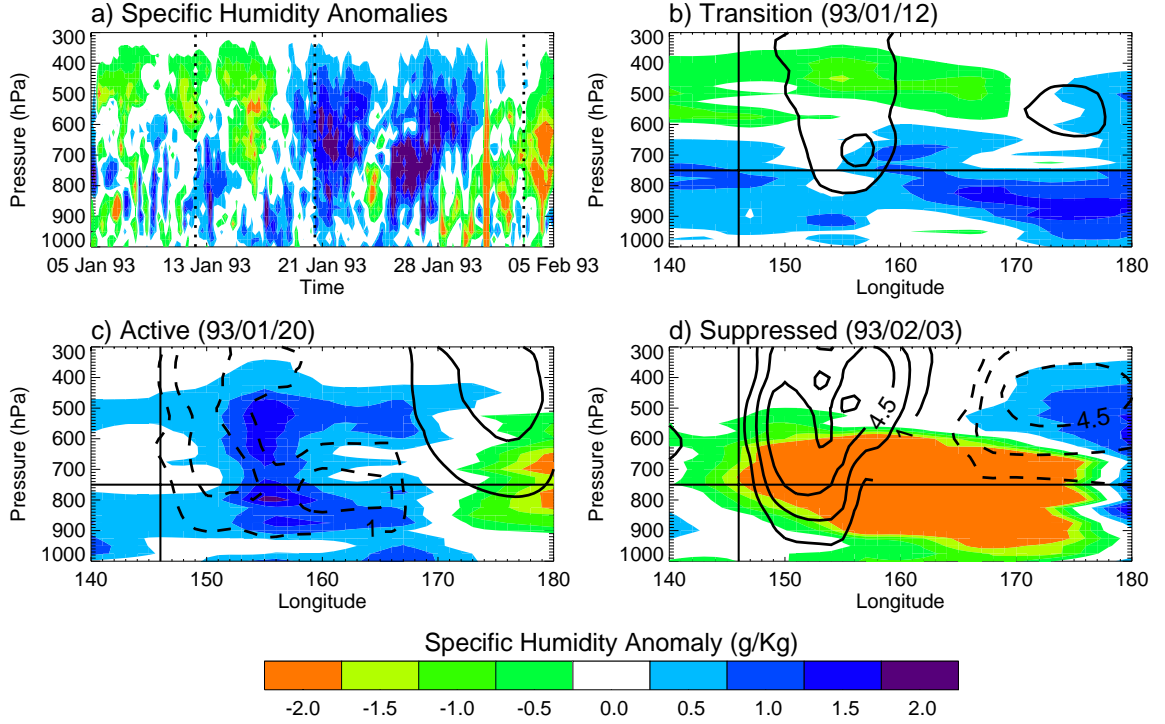 a) Specific Humidity Anomalies
Pressure (hPa)
300
400
500
600
700
800
900
1000
05 Jan 93 13 Jan 93 21 Jan 93 28 Jan 93 05 Feb 93
Time
b) Transition (93/01/12)
Pressure (hPa)
300
400
500
600
700
800
900
1000
140 150 160 170 180
Longitude
c) Active (93/01/20)
Pressure (hPa)
300
400
500
600
700
800
900
1000
1
140 150 160 170 180
Longitude
d) Suppressed (93/02/03)
Pressure (hPa)
300
400
500
600
700
800
900
1000
4.5
1
4.5
140 150 160 170 180
Longitude
Specific Humidity Anomaly (g/Kg)
-2.0 -1.5 -1.0 -0.5 0.0 0.5 1.0 1.5 2.0